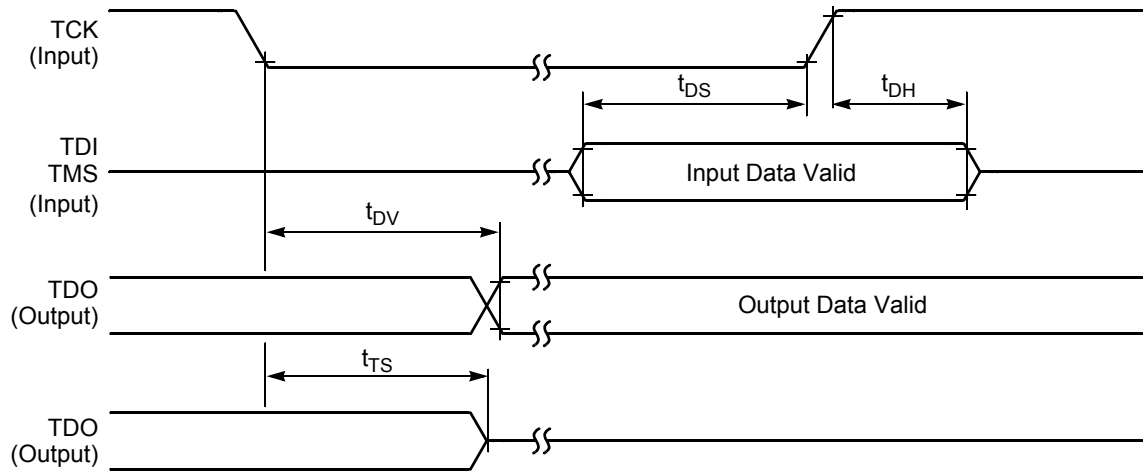 TCK
(Input)
tDS
tDH
TDI
TMS
(Input)
Input Data Valid
tDV
TDO
(Output)
Output Data Valid
tTS
TDO
(Output)